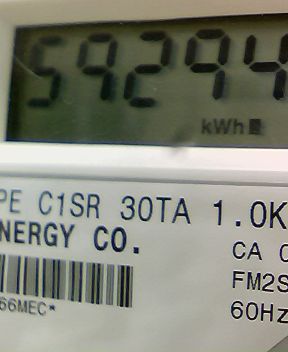 59294
kWh
PE C1SR 30TA 1.0K
NERGY CO.
CA
FM2S
66MEC*
60Hz